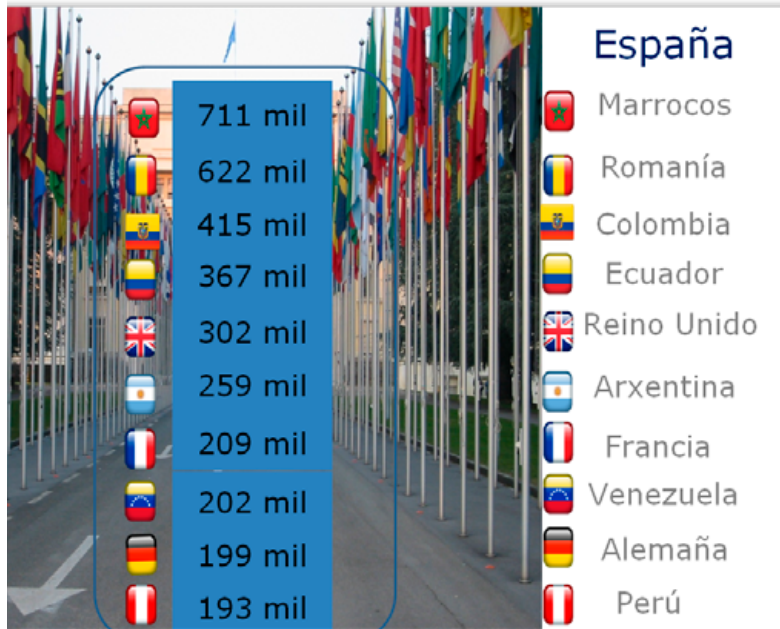 España
711 mil Marrocos
622 mil Romanía
415 mil Colombia
367 mil Ecuador
302 mil Reino Unido
259 mil Arxentina
209 mil Francia
202 mil Venezuela
199 mil Alemaña
193 mil Perú